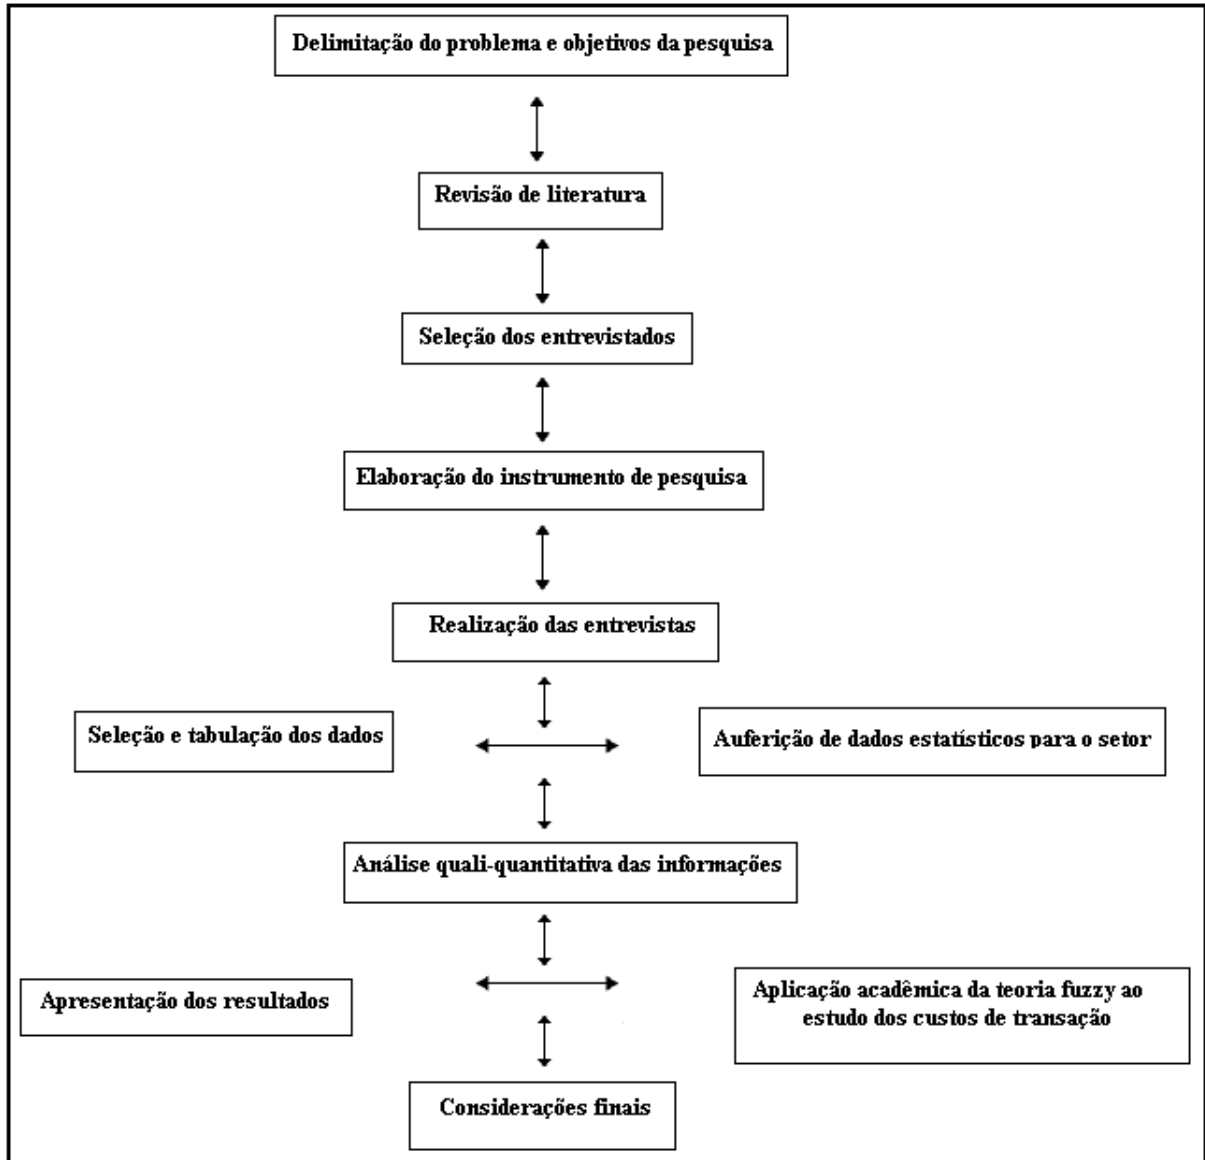 Delimitação do problema e objetivos da pesquisa
Revisão de literatura
Seleção dos entrevistados
Elaboração do instrumento de pesquisa
Realização das entrevistas
Seleção e tabulação dos dados
Auferição de dados estatísticos para o setor
Análise quali-quantitativa das informações
Apresentação dos resultados
Aplicação acadêmica da teoria fuzzy ao
estudo dos custos de transação
Considerações finais